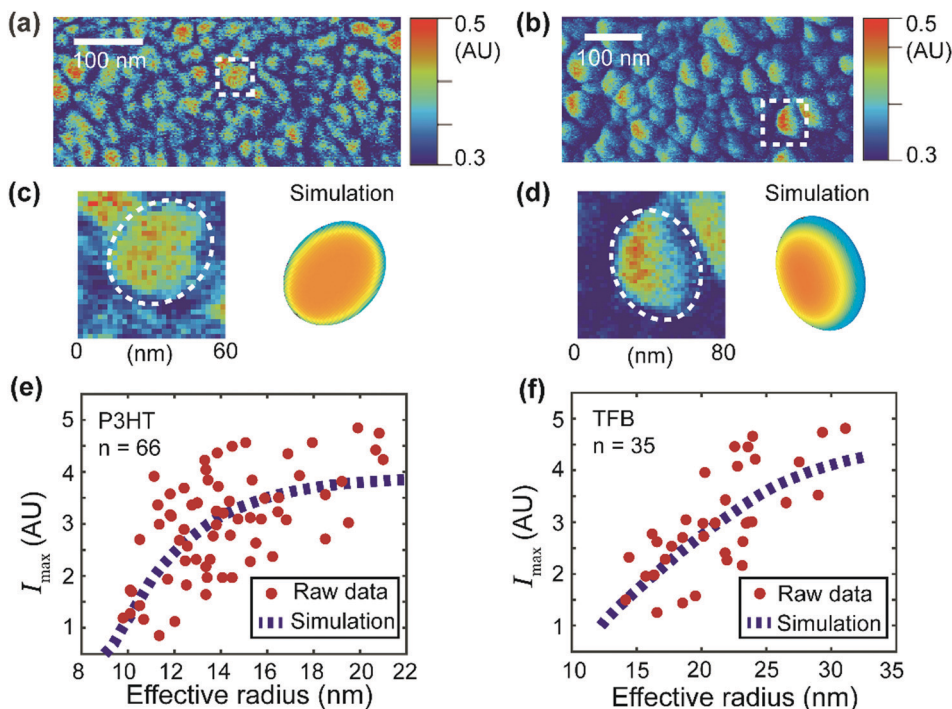 (a)
100 nm
0.5
(AU)
0.3
(b)
100 nm
0.5
(AU)
0.3
(c)
Simulation
0 (nm) 60
(d)
Simulation
0 (nm) 80
(e)
P3HT
n = 66
I_max (AU)
5
4
3
2
1
Raw data
Simulation
8 10 12 14 16 18 20 22
Effective radius (nm)
(f)
TFB
n = 35
I_max (AU)
5
4
3
2
1
Raw data
Simulation
10 15 20 25 30 35
Effective radius (nm)